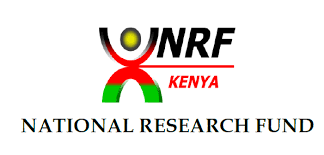 NRF
KENYA
NATIONAL RESEARCH FUND